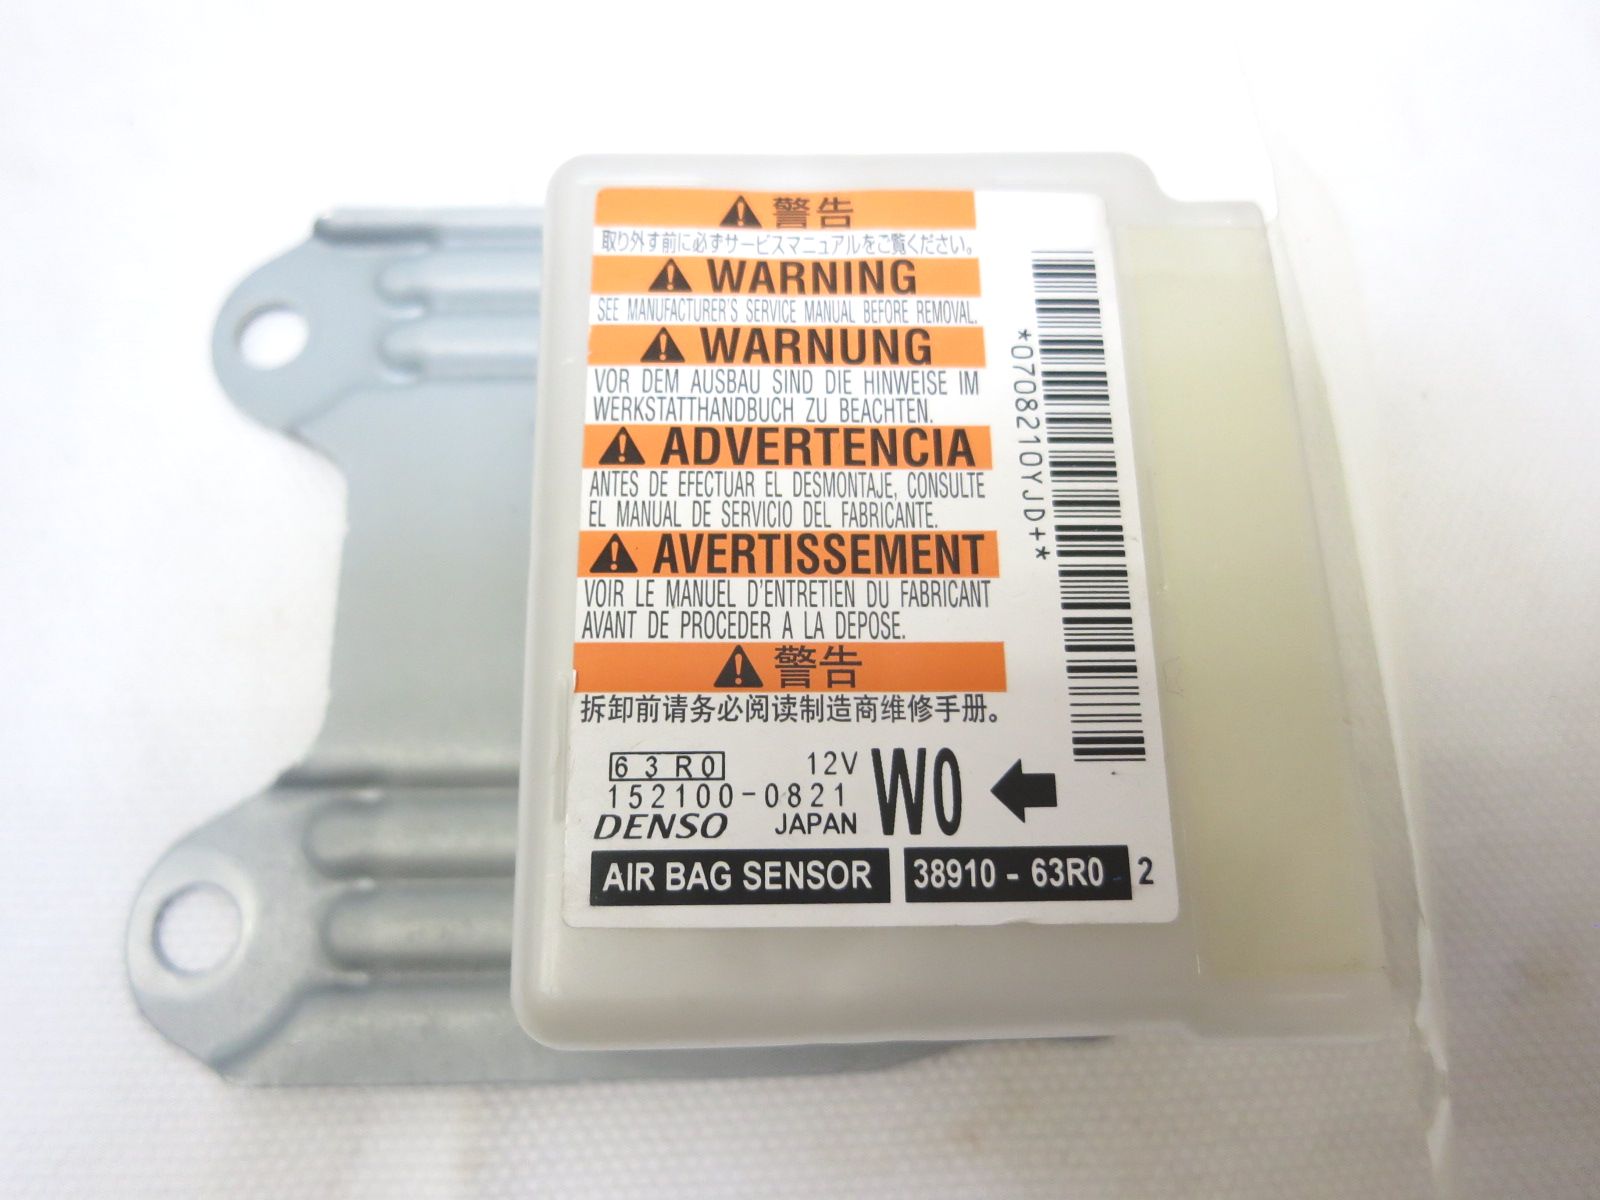 警告
取り外す前に必ずサービスマニュアルをご覧ください。
WARNING
SEE MANUFACTURER'S SERVICE MANUAL BEFORE REMOVAL.
WARNUNG
VOR DEM AUSBAU SIND DIE HINWEISE IM
WERKSTATTHANDBUCH ZU BEACHTEN.
ADVERTENCIA
ANTES DE EFECTUAR EL DESMONTAJE, CONSULTE
EL MANUAL DE SERVICIO DEL FABRICANTE.
AVERTISSEMENT
VOIR LE MANUEL D'ENTRETIEN DU FABRICANT
AVANT DE PROCEDER A LA DEPOSE.
警告
拆卸前请务必阅读制造商维修手册。
63R0 12V W0
152100-0821
DENSO JAPAN
AIR BAG SENSOR 38910 - 63R0 2
*0708210YJD+*